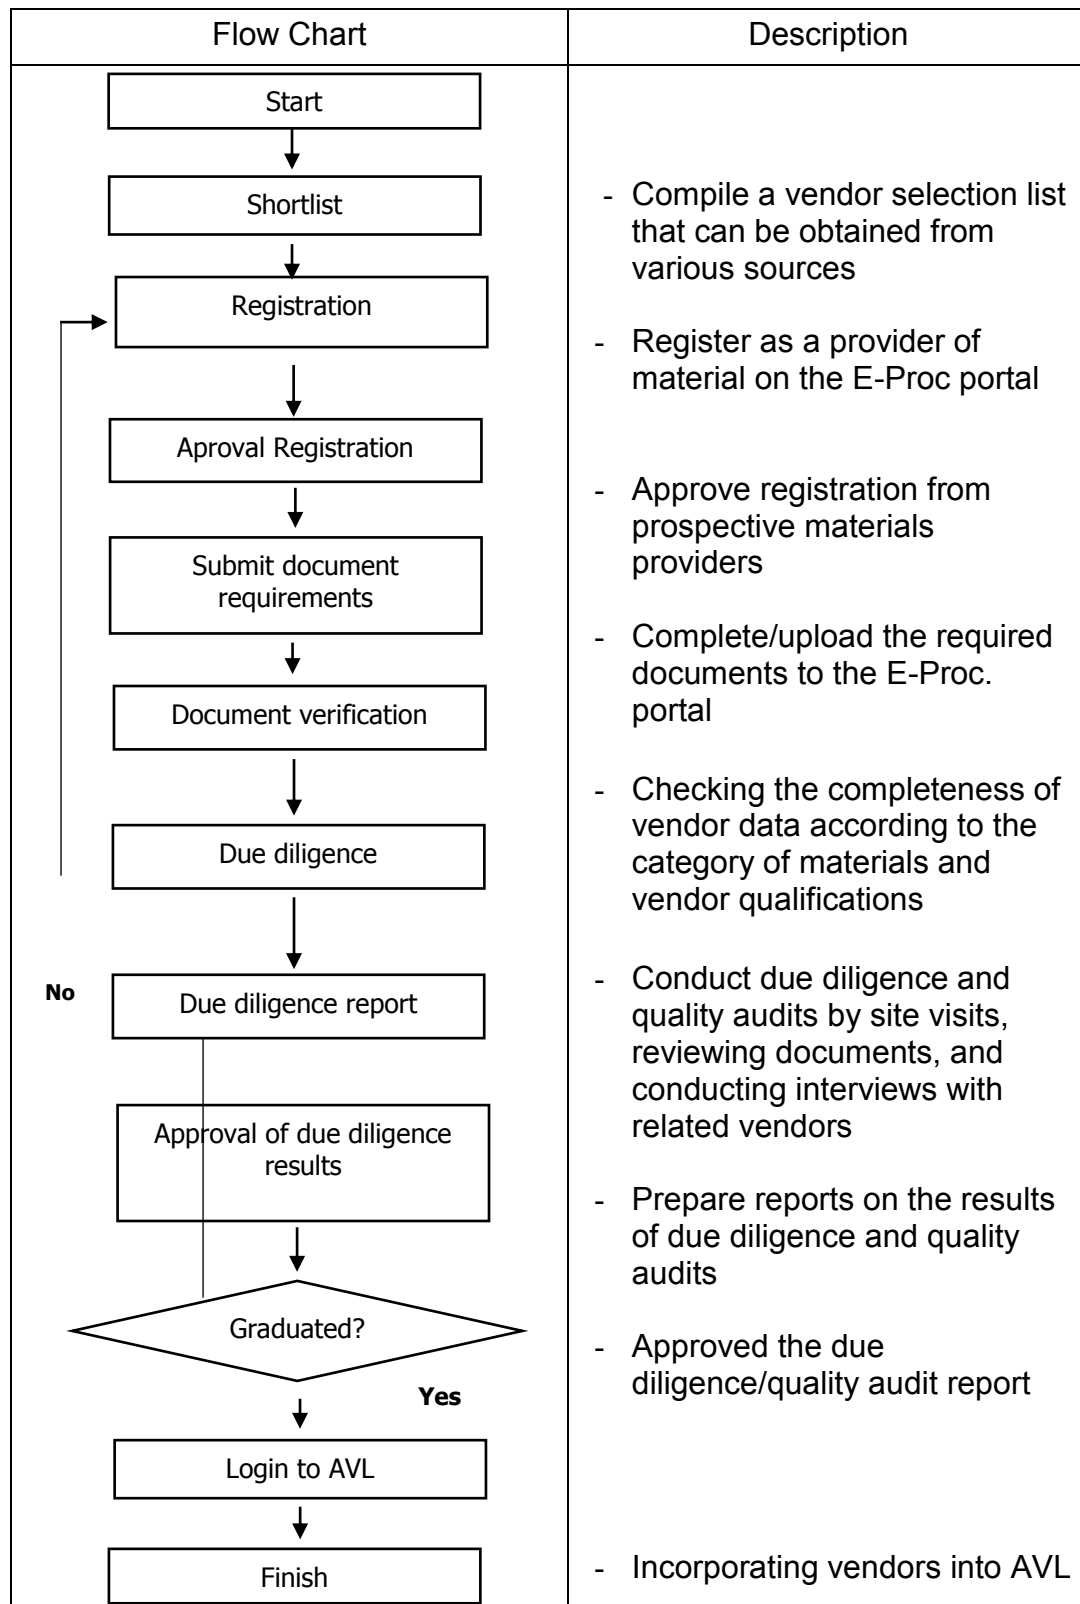 Flow Chart
Description
Start
Shortlist
Registration
Aproval Registration
Submit document
requirements
Document verification
Due diligence
No
Due diligence report
Approval of due diligence
results
Graduated?
Yes
Login to AVL
Finish
- Compile a vendor selection list
that can be obtained from
various sources
- Register as a provider of
material on the E-Proc portal
- Approve registration from
prospective materials
providers
- Complete/upload the required
documents to the E-Proc.
portal
- Checking the completeness of
vendor data according to the
category of materials and
vendor qualifications
- Conduct due diligence and
quality audits by site visits,
reviewing documents, and
conducting interviews with
related vendors
- Prepare reports on the results
of due diligence and quality
audits
- Approved the due
diligence/quality audit report
- Incorporating vendors into AVL